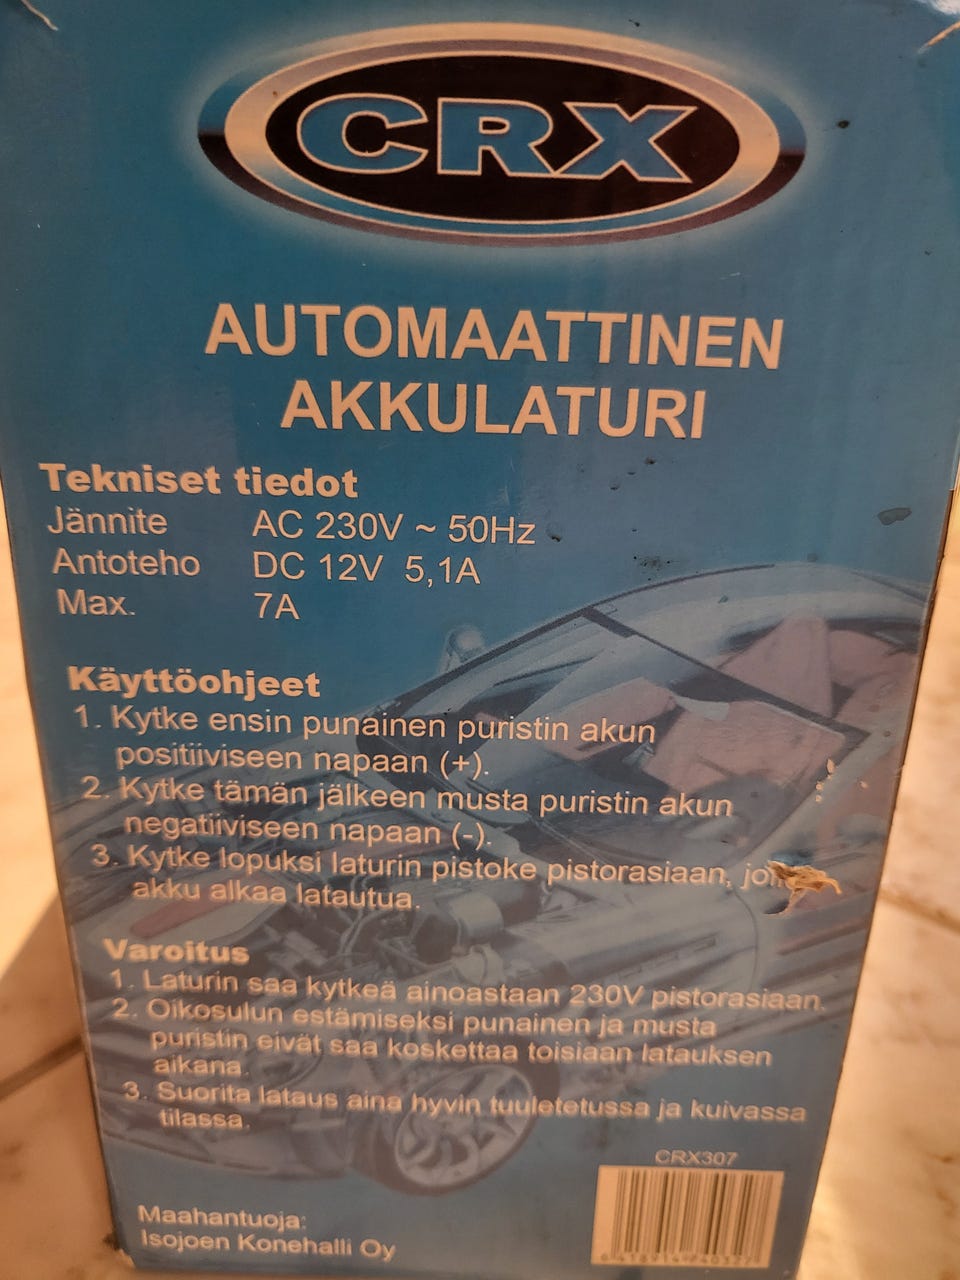 CRX
AUTOMAATTINEN
AKKULATURI
Tekniset tiedot
Jännite AC 230V ~ 50Hz
Antoteho DC 12V 5,1A
Max. 7A
Käyttöohjeet
1. Kytke ensin punainen puristin akun
positiiviseen napaan (+).
2. Kytke tämän jälkeen musta puristin akun
negatiiviseen napaan (-).
3. Kytke lopuksi laturin pistoke pistorasiaan,
akku alkaa latautua.
Varoitus
1. Laturin saa kytkeä ainoastaan 230V pistorasiaan.
2. Oikosulun estämiseksi punainen ja musta
puristin eivät saa koskettaa toisiaan latauksen
aikana.
3. Suorita lataus aina hyvin tuuletetussa ja kuivassa
tilassa.
CRX307
Maahantuoja:
Isojoen Konehalli Oy